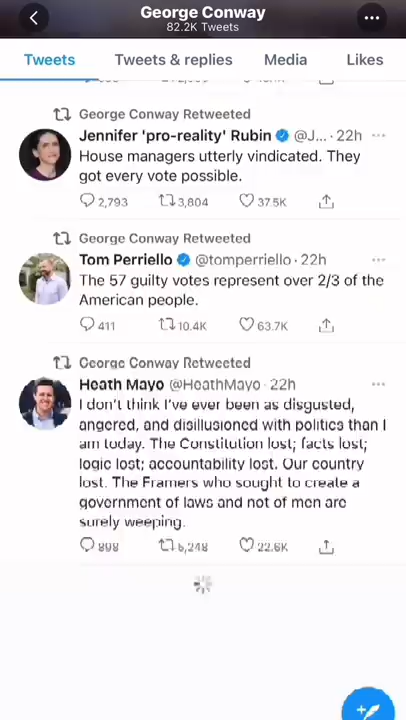 George Conway
82.2K Tweets
Tweets
Tweets & replies
Media
Likes
George Conway Retweeted
Jennifer 'pro-reality' Rubin @J... · 22h
House managers utterly vindicated. They
got every vote possible.
2,793 3,804 37.5K
George Conway Retweeted
Tom Perriello @tomperriello · 22h
The 57 guilty votes represent over 2/3 of the
American people.
411 10.4K 63.7K
George Conway Retweeted
Heath Mayo @HeathMayo · 22h
I don't think I've ever been as disgusted,
angered, and disillusioned with politics than I
am today. The Constitution lost; facts lost;
logic lost; accountability lost. Our country
lost. The Framers who sought to create a
government of laws and not of men are
surely weeping.
898 5,248 22.6K